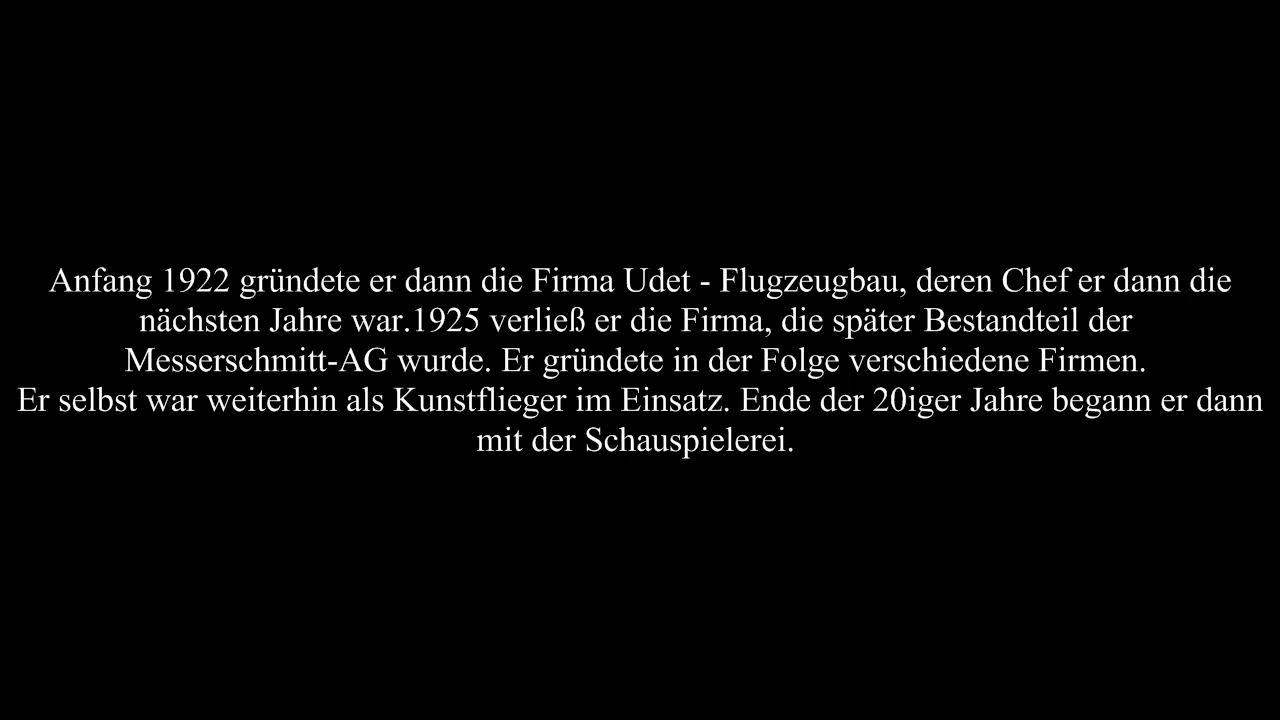 Anfang 1922 gründete er dann die Firma Udet - Flugzeugbau, deren Chef er dann die
nächsten Jahre war.1925 verließ er die Firma, die später Bestandteil der
Messerschmitt-AG wurde. Er gründete in der Folge verschiedene Firmen.
Er selbst war weiterhin als Kunstflieger im Einsatz. Ende der 20iger Jahre begann er dann
mit der Schauspielerei.